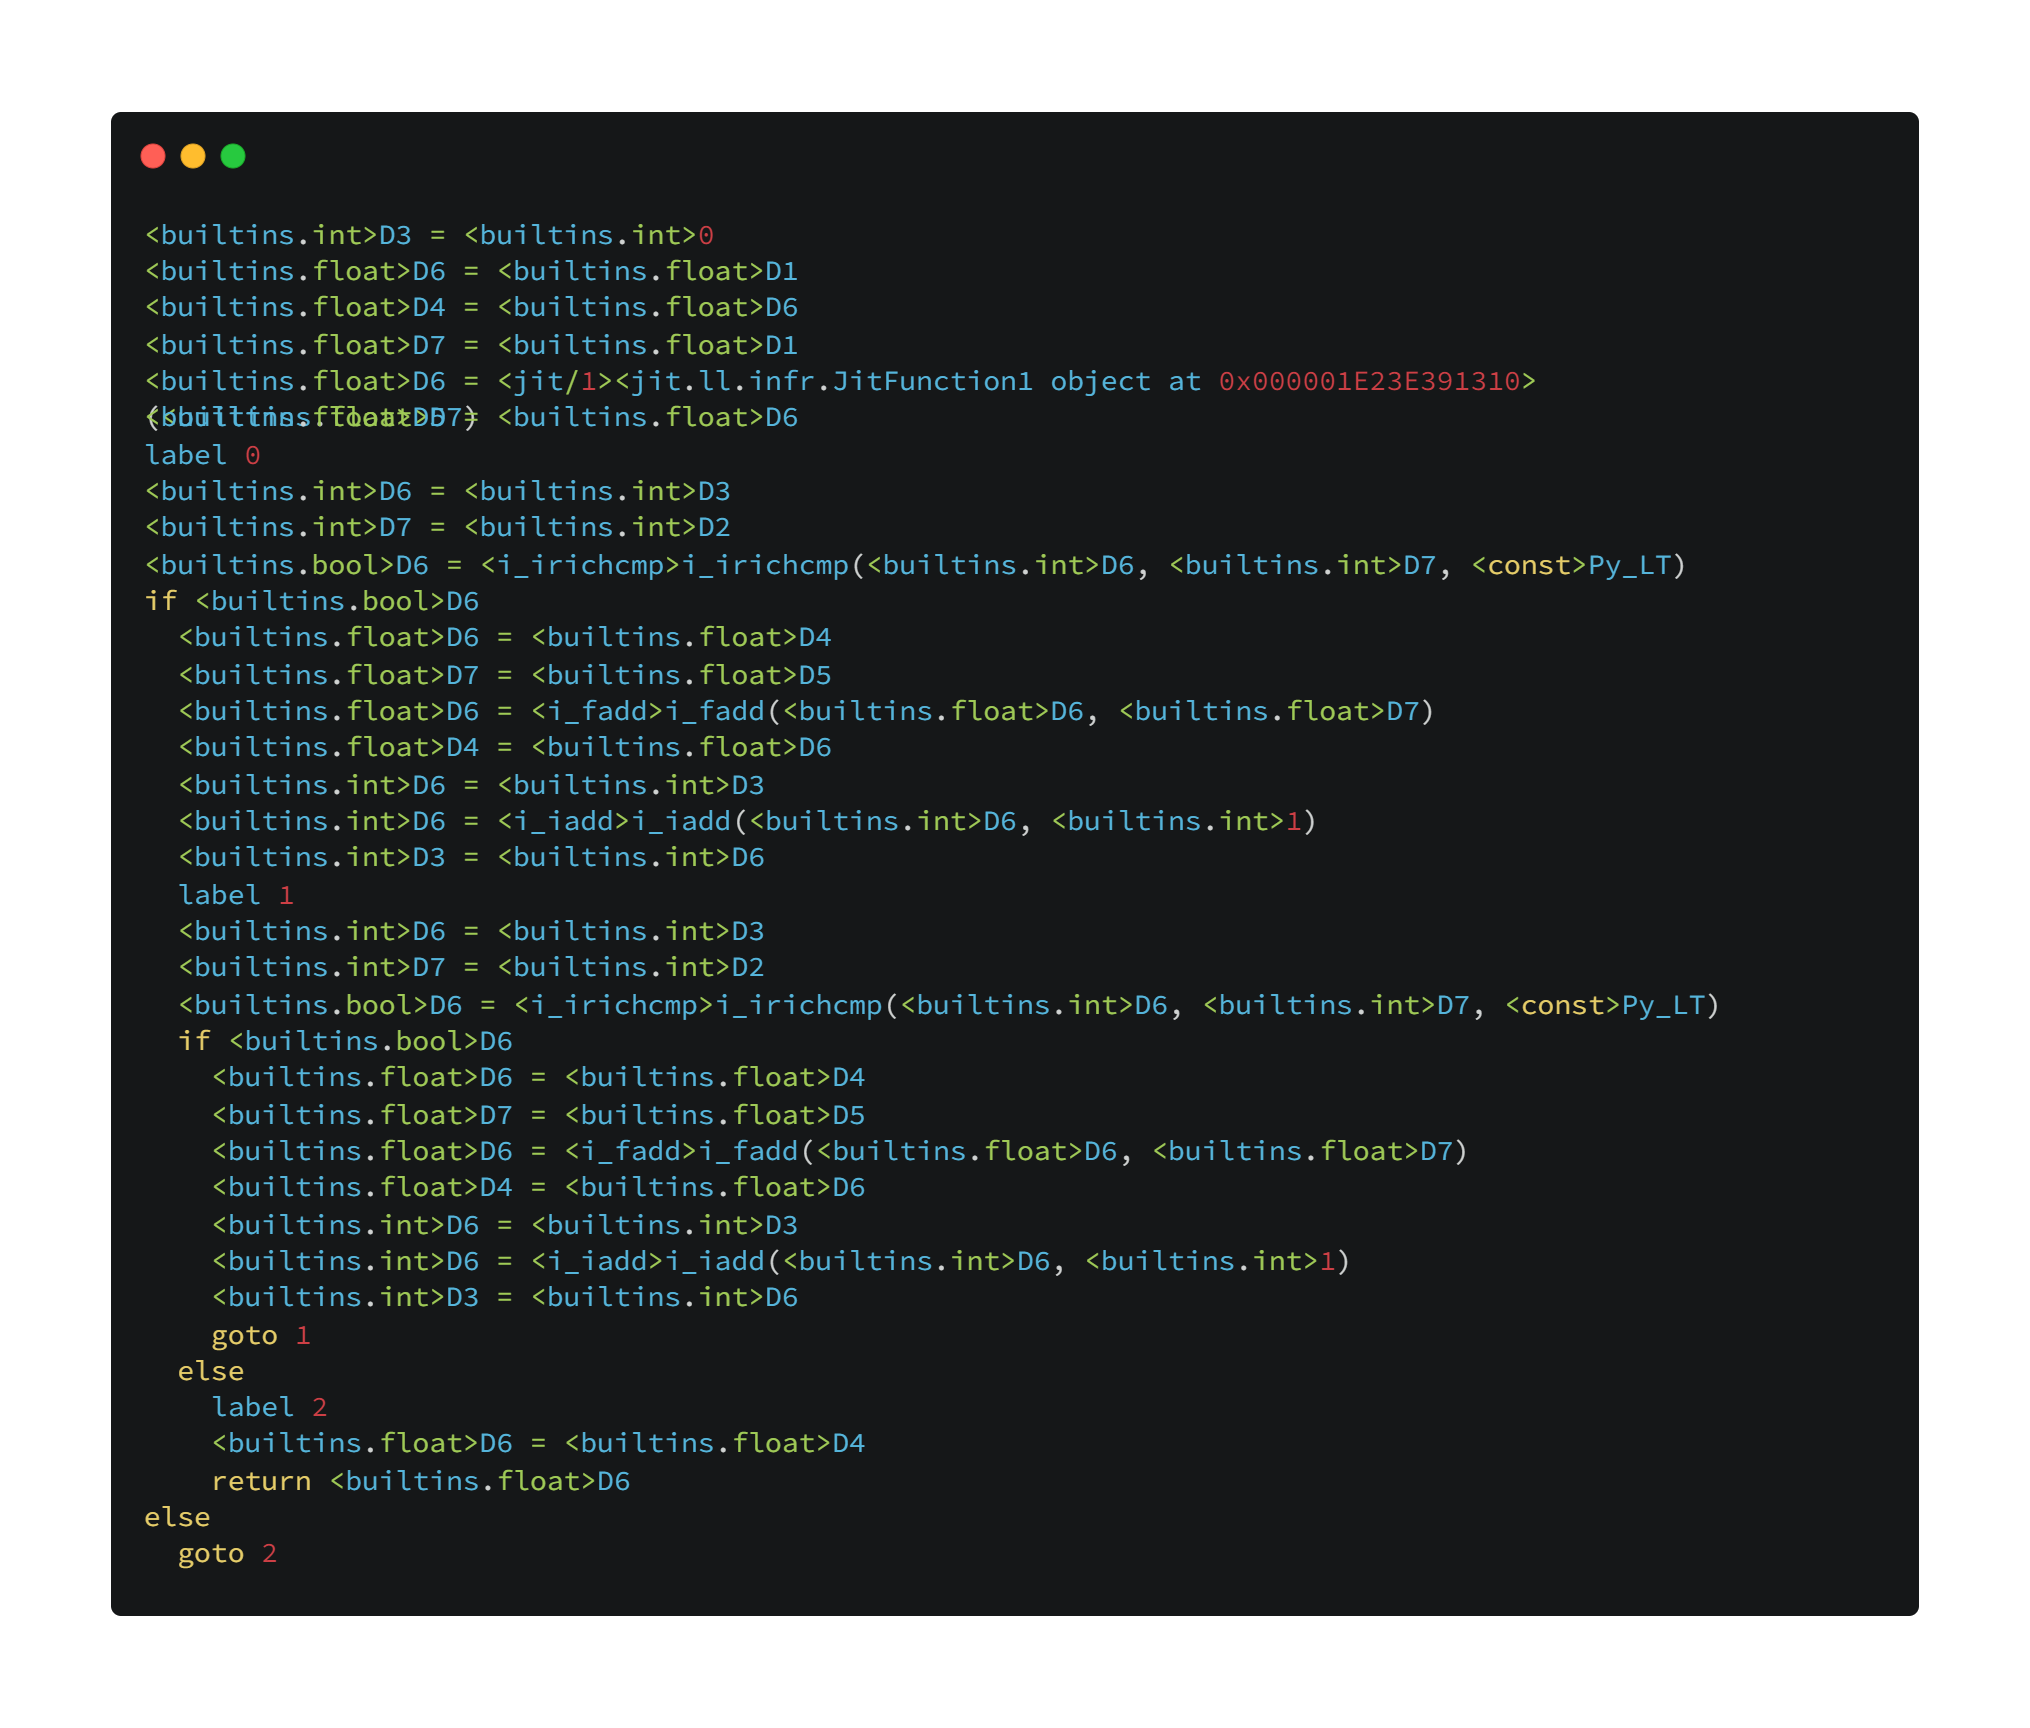 <builtins.int>D3 = <builtins.int>0
<builtins.float>D6 = <builtins.float>D1
<builtins.float>D4 = <builtins.float>D6
<builtins.float>D7 = <builtins.float>D1
<builtins.float>D6 = <jit/1><jit.ll.infr.JitFunction1 object at 0x000001E23E391310>
(<builtins.float>D7)
<builtins.float>D5 = <builtins.float>D6
label 0
<builtins.int>D6 = <builtins.int>D3
<builtins.int>D7 = <builtins.int>D2
<builtins.bool>D6 = <i_irichcmp>i_irichcmp(<builtins.int>D6, <builtins.int>D7, <const>Py_LT)
if <builtins.bool>D6
  <builtins.float>D6 = <builtins.float>D4
  <builtins.float>D7 = <builtins.float>D5
  <builtins.float>D6 = <i_fadd>i_fadd(<builtins.float>D6, <builtins.float>D7)
  <builtins.float>D4 = <builtins.float>D6
  <builtins.int>D6 = <builtins.int>D3
  <builtins.int>D6 = <i_iadd>i_iadd(<builtins.int>D6, <builtins.int>1)
  <builtins.int>D3 = <builtins.int>D6
  label 1
  <builtins.int>D6 = <builtins.int>D3
  <builtins.int>D7 = <builtins.int>D2
  <builtins.bool>D6 = <i_irichcmp>i_irichcmp(<builtins.int>D6, <builtins.int>D7, <const>Py_LT)
  if <builtins.bool>D6
    <builtins.float>D6 = <builtins.float>D4
    <builtins.float>D7 = <builtins.float>D5
    <builtins.float>D6 = <i_fadd>i_fadd(<builtins.float>D6, <builtins.float>D7)
    <builtins.float>D4 = <builtins.float>D6
    <builtins.int>D6 = <builtins.int>D3
    <builtins.int>D6 = <i_iadd>i_iadd(<builtins.int>D6, <builtins.int>1)
    <builtins.int>D3 = <builtins.int>D6
    goto 1
  else
    label 2
    <builtins.float>D6 = <builtins.float>D4
    return <builtins.float>D6
else
  goto 2